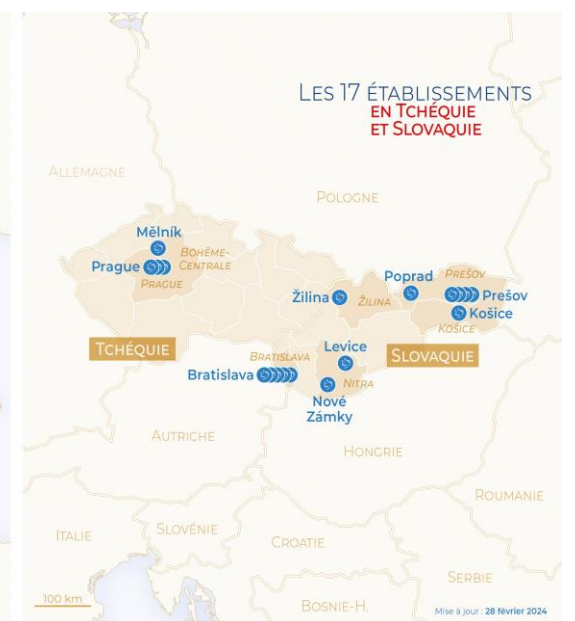 LES 17 ÉTABLISSEMENTS
EN TCHÉQUIE
ET SLOVAQUIE
ALLEMAGNE
POLOGNE
Mělník
BOHÊME-
CENTRALE
Prague
PRAGUE
Poprad
PREŠOV
Žilina
ŽILINA
Prešov
Košice
KOŠICE
TCHÉQUIE
BRATISLAVA
Levice
SLOVAQUIE
Bratislava
NITRA
Nové
Zámky
AUTRICHE
HONGRIE
ROUMANIE
ITALIE
SLOVÉNIE
CROATIE
SERBIE
100 km
BOSNIE-H.
Mise à jour : 28 février 2024